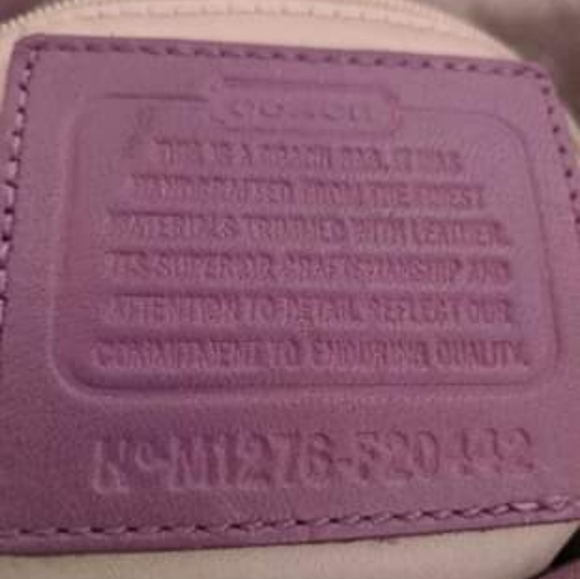 COACH
THIS IS A COACH BAG. IT WAS
HANDCRAFTED FROM THE FINEST
MATERIALS TRIMMED WITH LEATHER.
ITS SUPERIOR CRAFTSMANSHIP AND
ATTENTION TO DETAIL REFLECT OUR
COMMITMENT TO ENDURING QUALITY.
No M1276-F20442